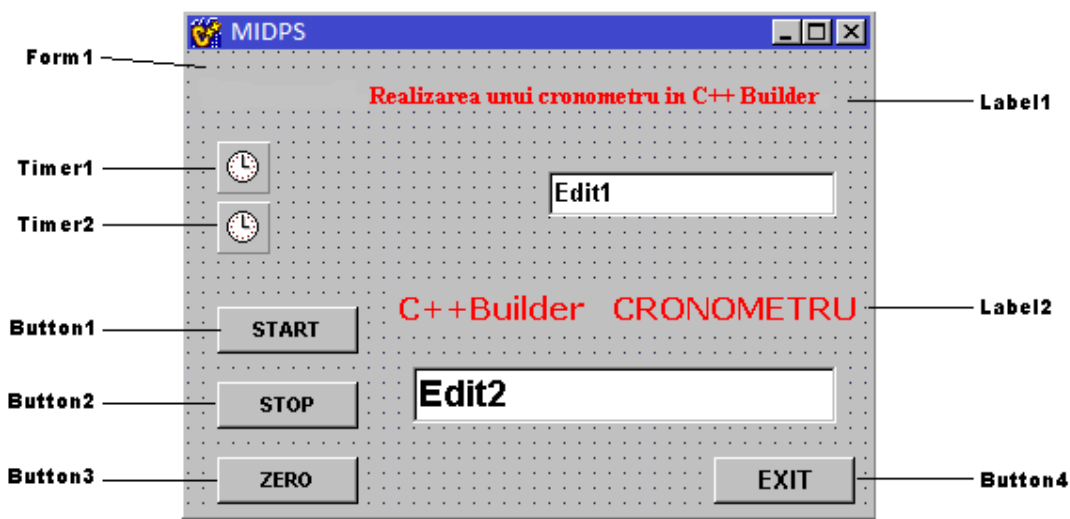 MIDPS
Form1
Realizarea unui cronometru in C++ Builder
Label1
Timer1
Edit1
Timer2
C++Builder CRONOMETRU
Label2
Button1
START
Edit2
Button2
STOP
Button3
ZERO
EXIT
Button4